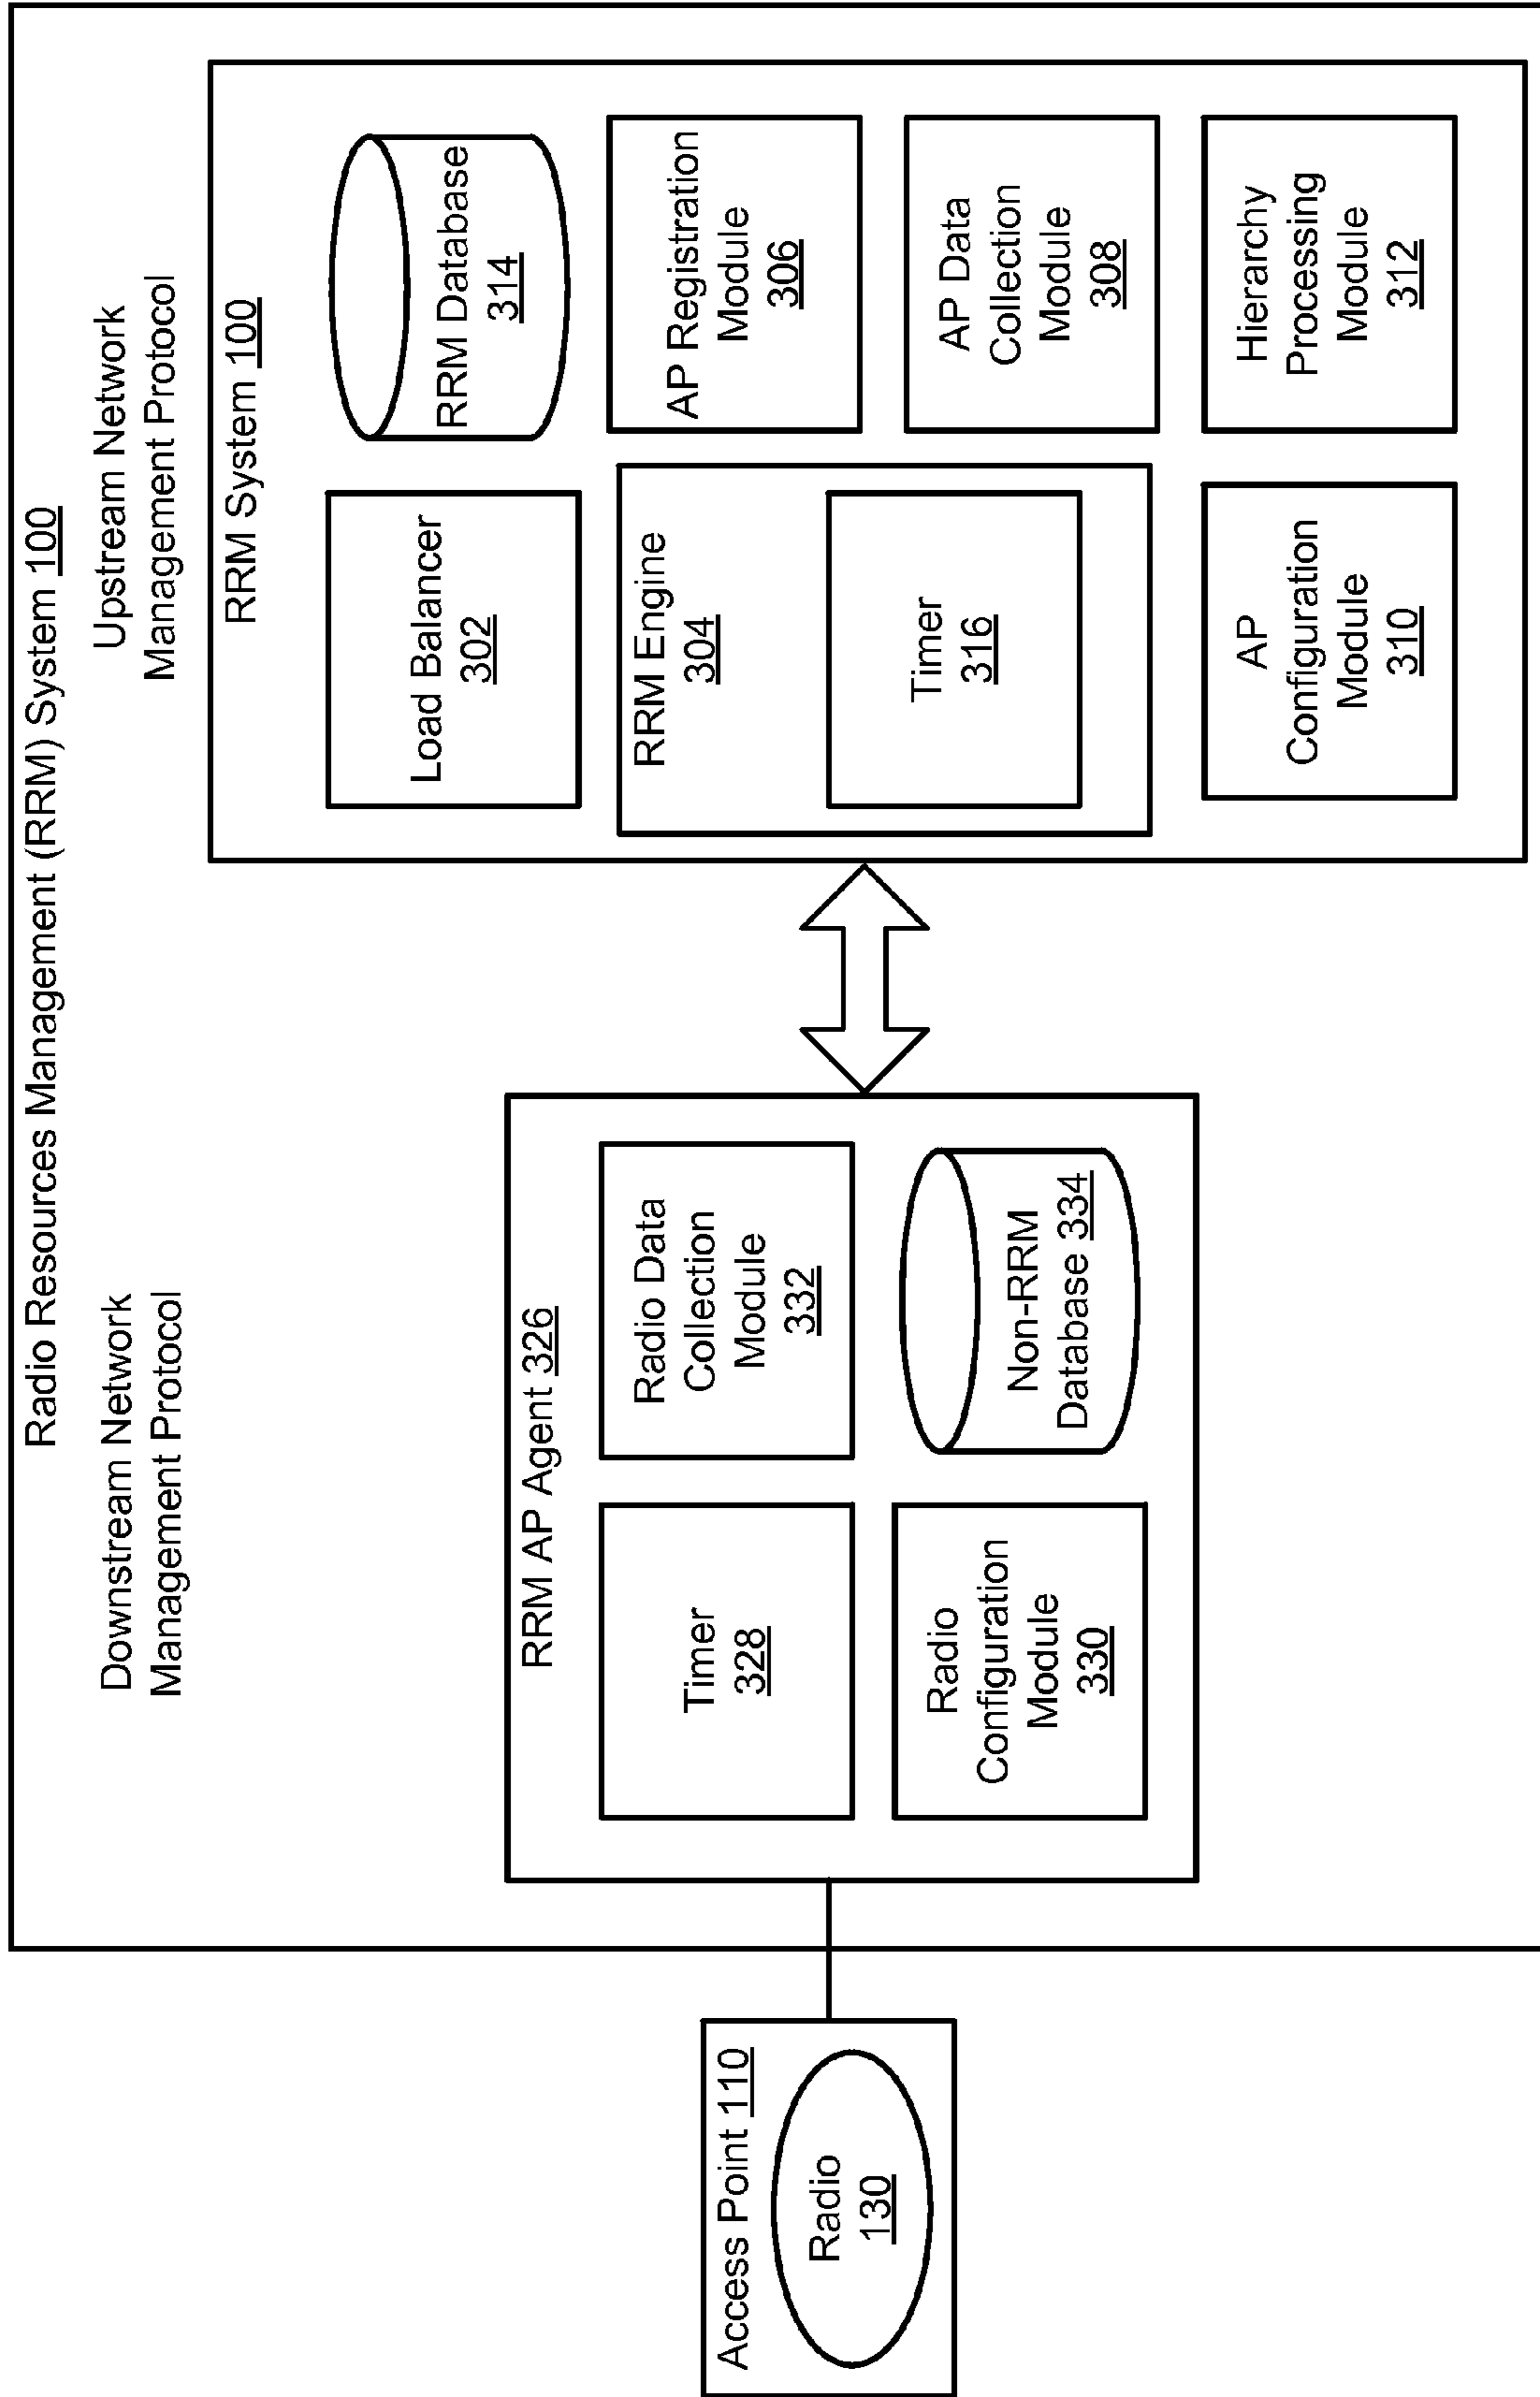 Radio Resources Management (RRM) System 100
Downstream Network
Management Protocol
Upstream Network
Management Protocol
Access Point 110
Radio
130
RRM AP Agent 326
Timer
328
Radio Data
Collection
Module
332
Radio
Configuration
Module
330
Non-RRM
Database 334
RRM System 100
Load Balancer
302
RRM Database
314
RRM Engine
304
Timer
316
AP Registration
Module
306
AP Data
Collection
Module
308
AP
Configuration
Module
310
Hierarchy
Processing
Module
312